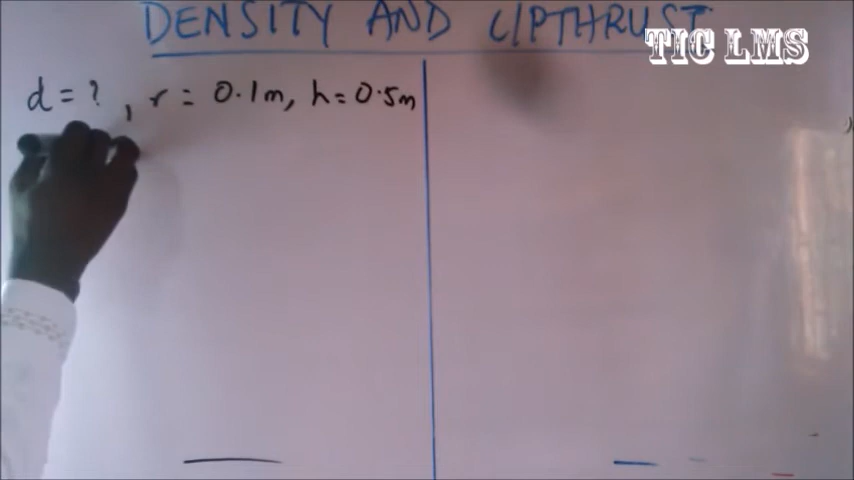 DENSITY AND UPTHRUST
TIC LMS
d = ? , r = 0.1m, h = 0.5m